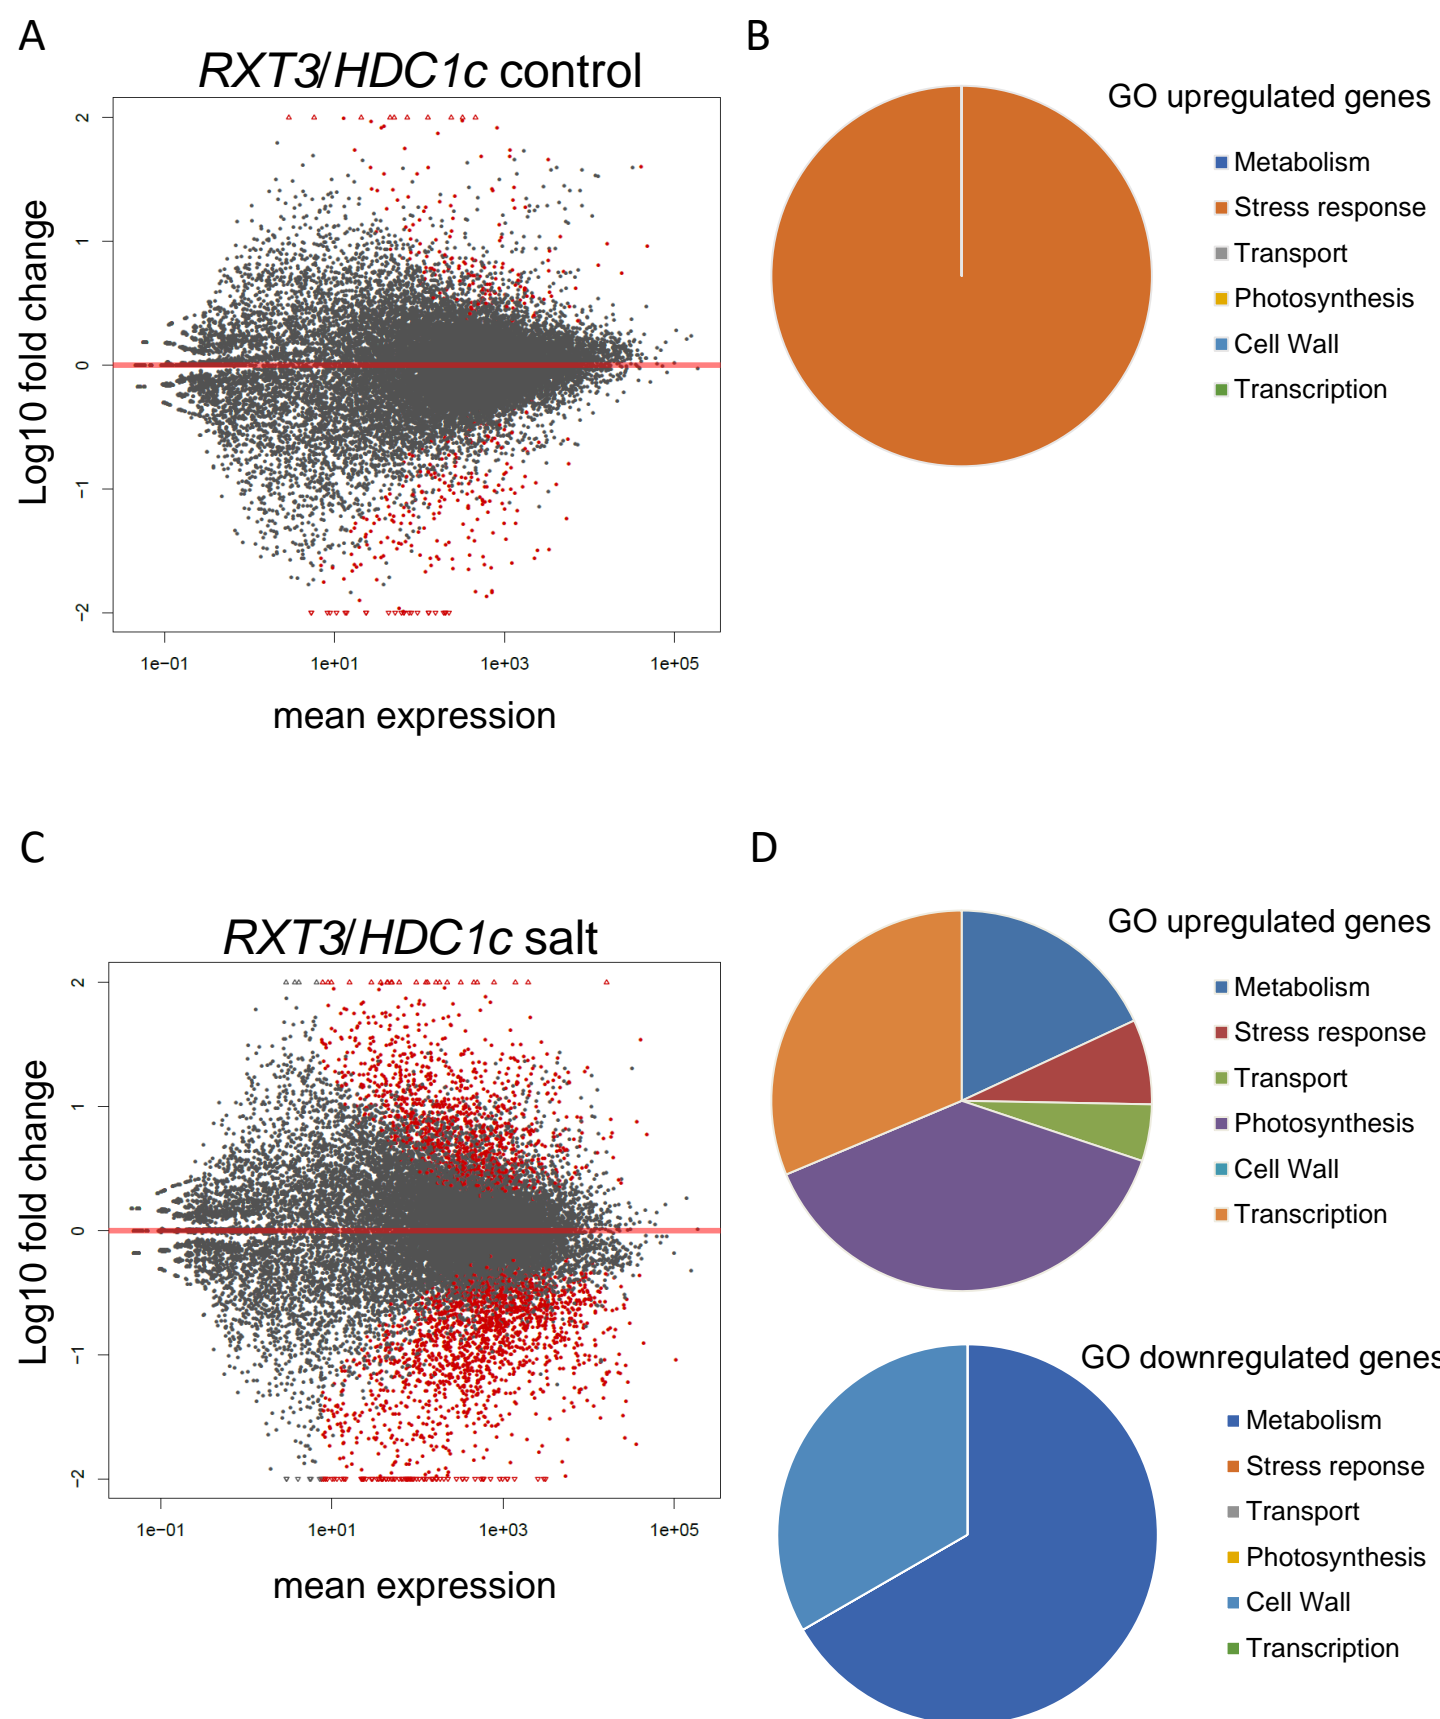 A
RXT3/HDC1c control
2
1
0
−1
−2
Log10 fold change
1e−01 1e+01 1e+03 1e+05
mean expression
B
GO upregulated genes
Metabolism
Stress response
Transport
Photosynthesis
Cell Wall
Transcription
C
RXT3/HDC1c salt
2
1
0
−1
−2
Log10 fold change
1e−01 1e+01 1e+03 1e+05
mean expression
D
GO upregulated genes
Metabolism
Stress response
Transport
Photosynthesis
Cell Wall
Transcription
GO downregulated genes
Metabolism
Stress reponse
Transport
Photosynthesis
Cell Wall
Transcription